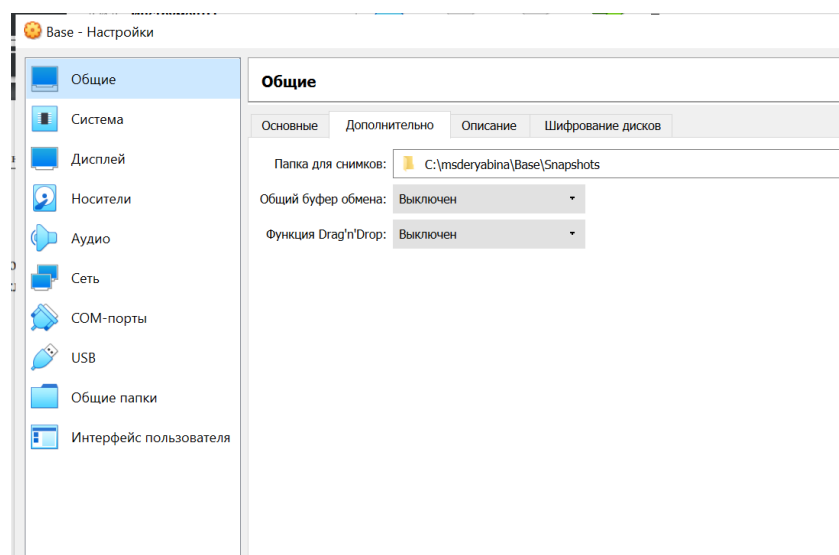 Base - Настройки
Общие
Система
Дисплей
Носители
Аудио
Сеть
COM-порты
USB
Общие папки
Интерфейс пользователя
Общие
Основные Дополнительно Описание Шифрование дисков
Папка для снимков: C:\msderyabina\Base\Snapshots
Общий буфер обмена: Выключен
Функция Drag'n'Drop: Выключен